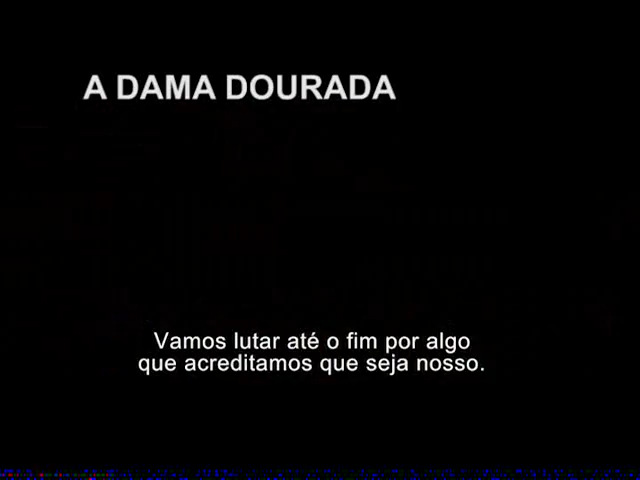 A DAMA DOURADA
Vamos lutar até o fim por algo
que acreditamos que seja nosso.